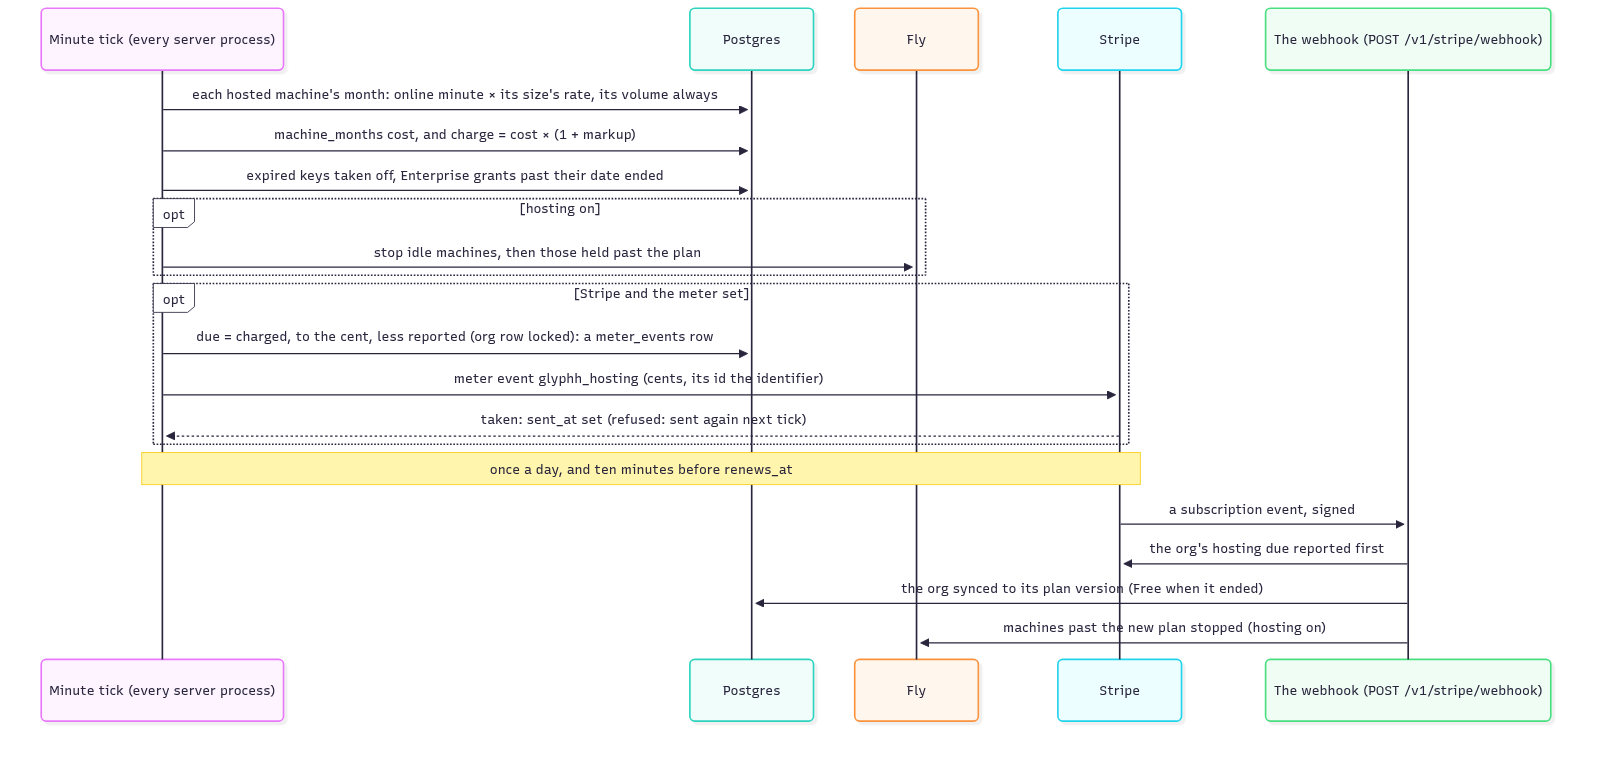 Minute tick (every server process)
Postgres
Fly
Stripe
The webhook (POST /v1/stripe/webhook)
each hosted machine's month: online minute × its size's rate, its volume always
machine_months cost, and charge = cost × (1 + markup)
expired keys taken off, Enterprise grants past their date ended
opt
[hosting on]
stop idle machines, then those held past the plan
opt
[Stripe and the meter set]
due = charged, to the cent, less reported (org row locked): a meter_events row
meter event glyphh_hosting (cents, its id the identifier)
taken: sent_at set (refused: sent again next tick)
once a day, and ten minutes before renews_at
a subscription event, signed
the org's hosting due reported first
the org synced to its plan version (Free when it ended)
machines past the new plan stopped (hosting on)
Minute tick (every server process)
Postgres
Fly
Stripe
The webhook (POST /v1/stripe/webhook)